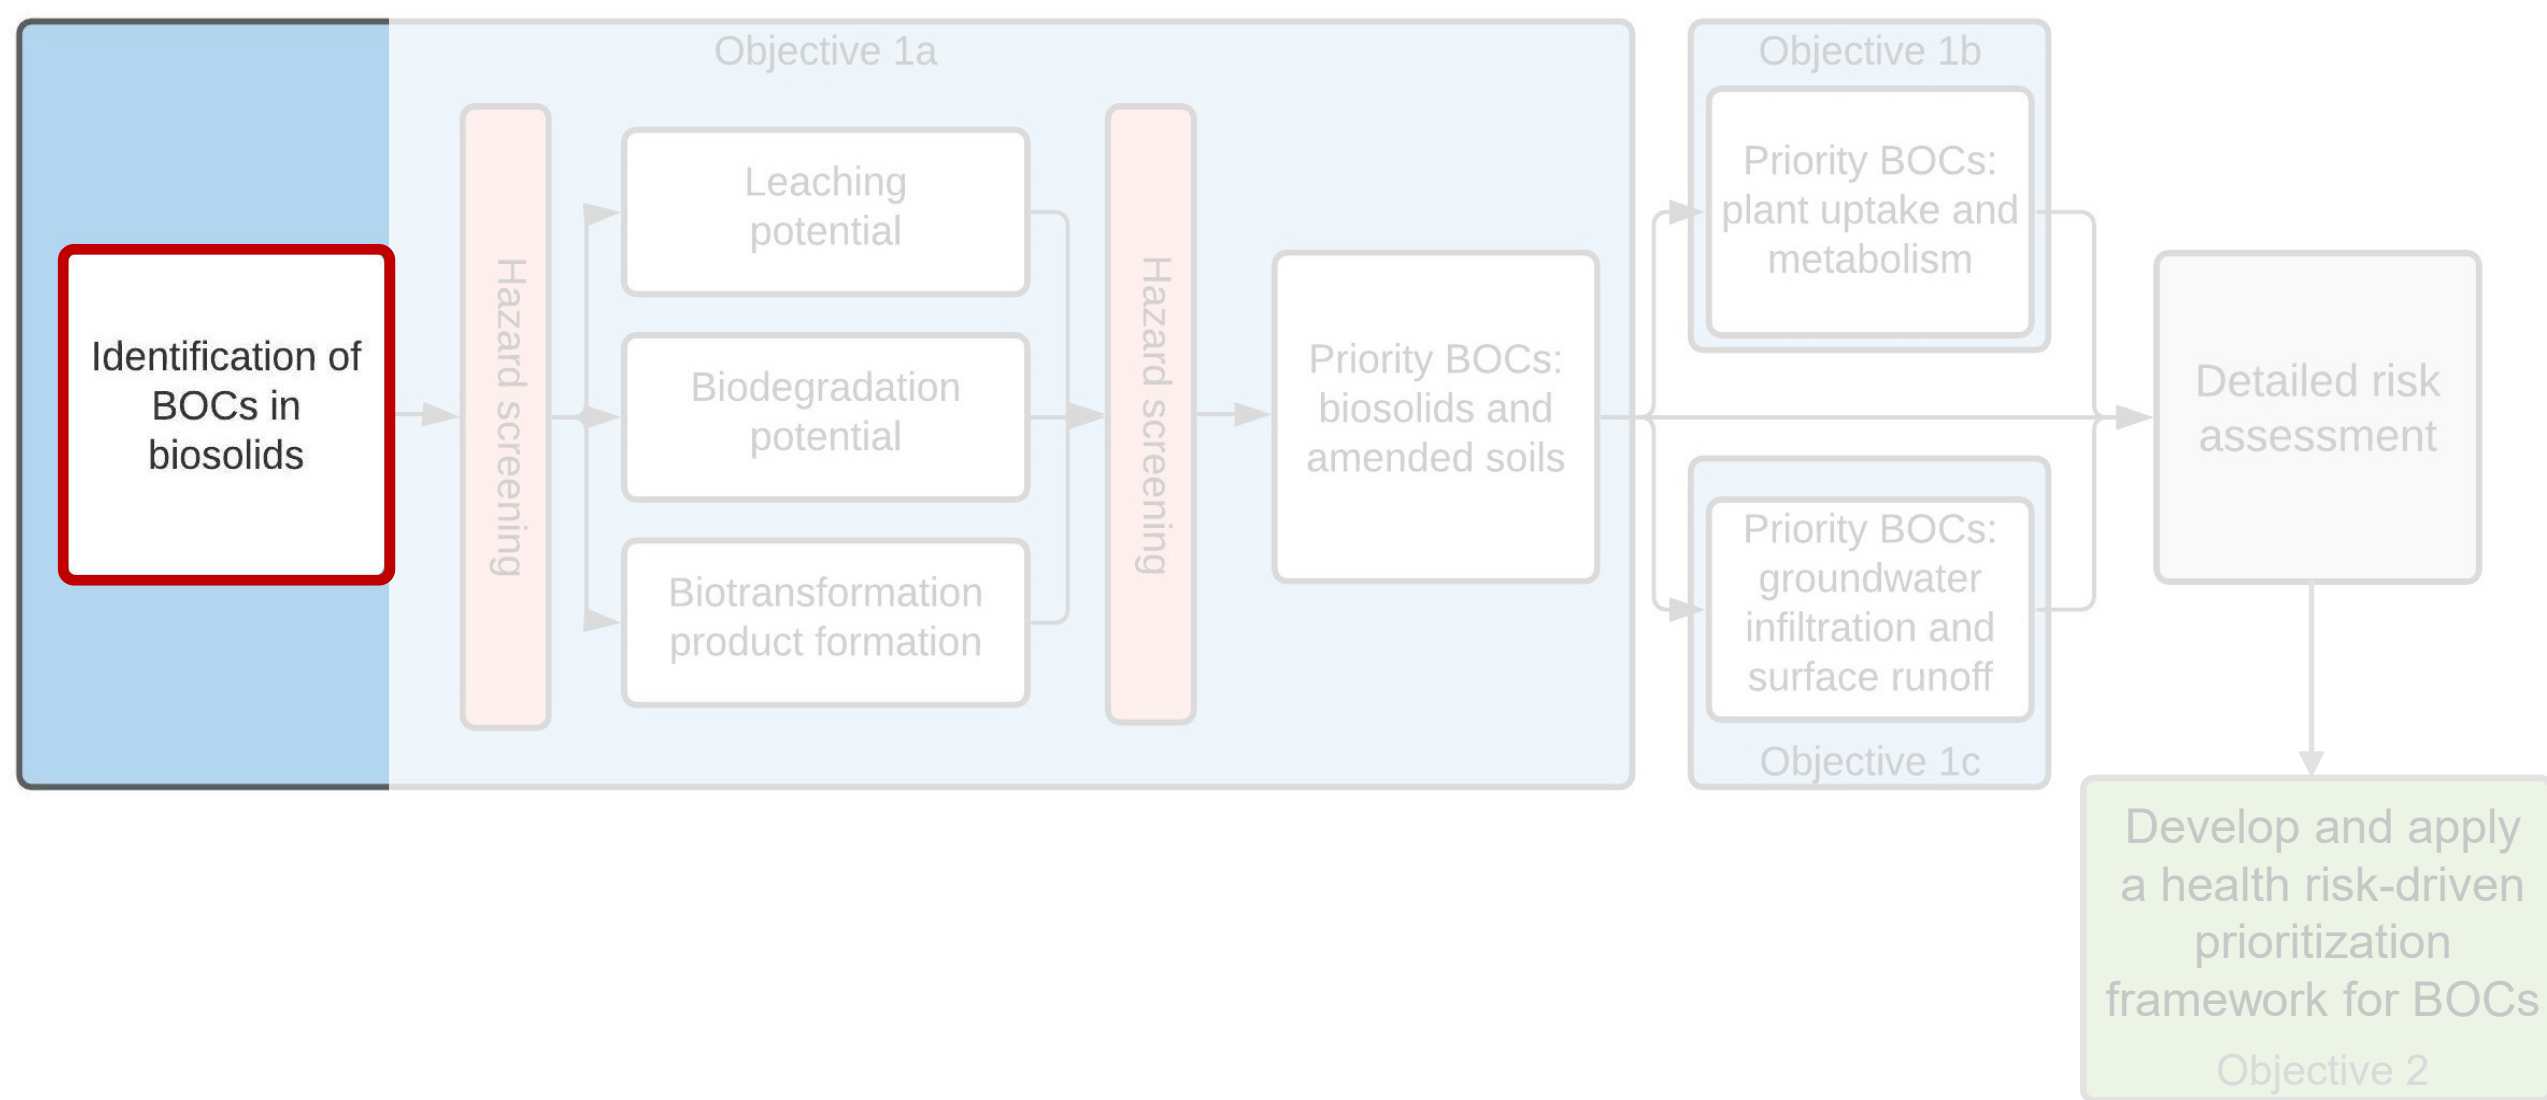 Objective 1a
Identification of
BOCs in
biosolids
Hazard screening
Leaching
potential
Biodegradation
potential
Biotransformation
product formation
Hazard screening
Priority BOCs:
biosolids and
amended soils
Objective 1b
Priority BOCs:
plant uptake and
metabolism
Priority BOCs:
groundwater
infiltration and
surface runoff
Objective 1c
Detailed risk
assessment
Develop and apply
a health risk-driven
prioritization
framework for BOCs
Objective 2